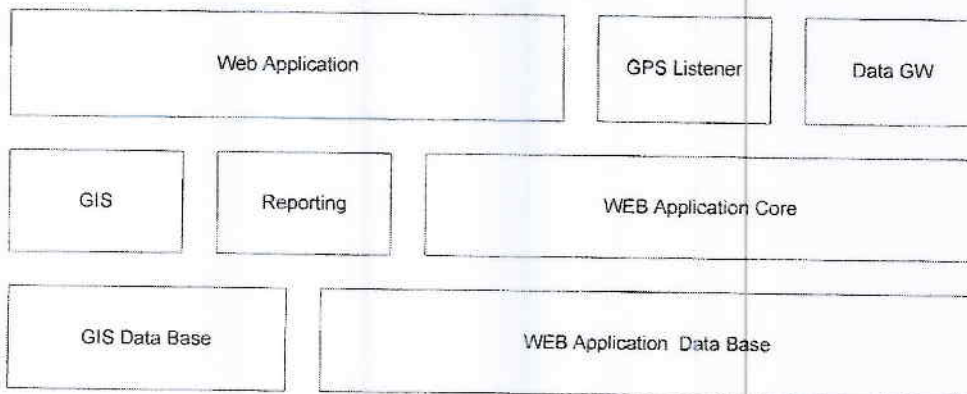 Web Application
GPS Listener
Data GW
GIS
Reporting
WEB Application Core
GIS Data Base
WEB Application Data Base